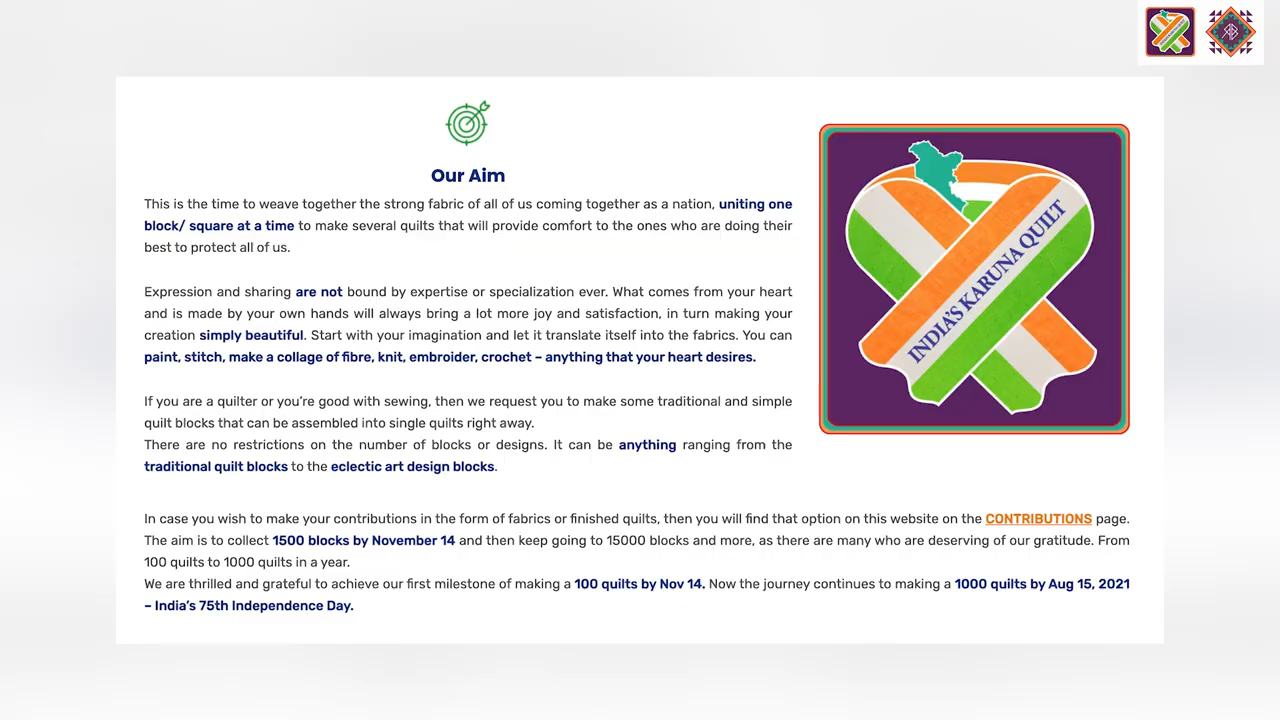 Our Aim
This is the time to weave together the strong fabric of all of us coming together as a nation, uniting one
block/ square at a time to make several quilts that will provide comfort to the ones who are doing their
best to protect all of us.
Expression and sharing are not bound by expertise or specialization ever. What comes from your heart
and is made by your own hands will always bring a lot more joy and satisfaction, in turn making your
creation simply beautiful. Start with your imagination and let it translate itself into the fabrics. You can
paint, stitch, make a collage of fibre, knit, embroider, crochet – anything that your heart desires.
If you are a quilter or you're good with sewing, then we request you to make some traditional and simple
quilt blocks that can be assembled into single quilts right away.
There are no restrictions on the number of blocks or designs. It can be anything ranging from the
traditional quilt blocks to the eclectic art design blocks.
INDIA'S KARUNA QUILT
In case you wish to make your contributions in the form of fabrics or finished quilts, then you will find that option on this website on the CONTRIBUTIONS page.
The aim is to collect 1500 blocks by November 14 and then keep going to 15000 blocks and more, as there are many who are deserving of our gratitude. From
100 quilts to 1000 quilts in a year.
We are thrilled and grateful to achieve our first milestone of making a 100 quilts by Nov 14. Now the journey continues to making a 1000 quilts by Aug 15, 2021
– India's 75th Independence Day.